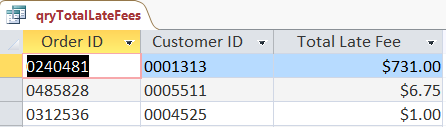 qryTotalLateFees
Order ID Customer ID Total Late Fee
0240481 0001313 $731.00
0485828 0005511 $6.75
0312536 0004525 $1.00